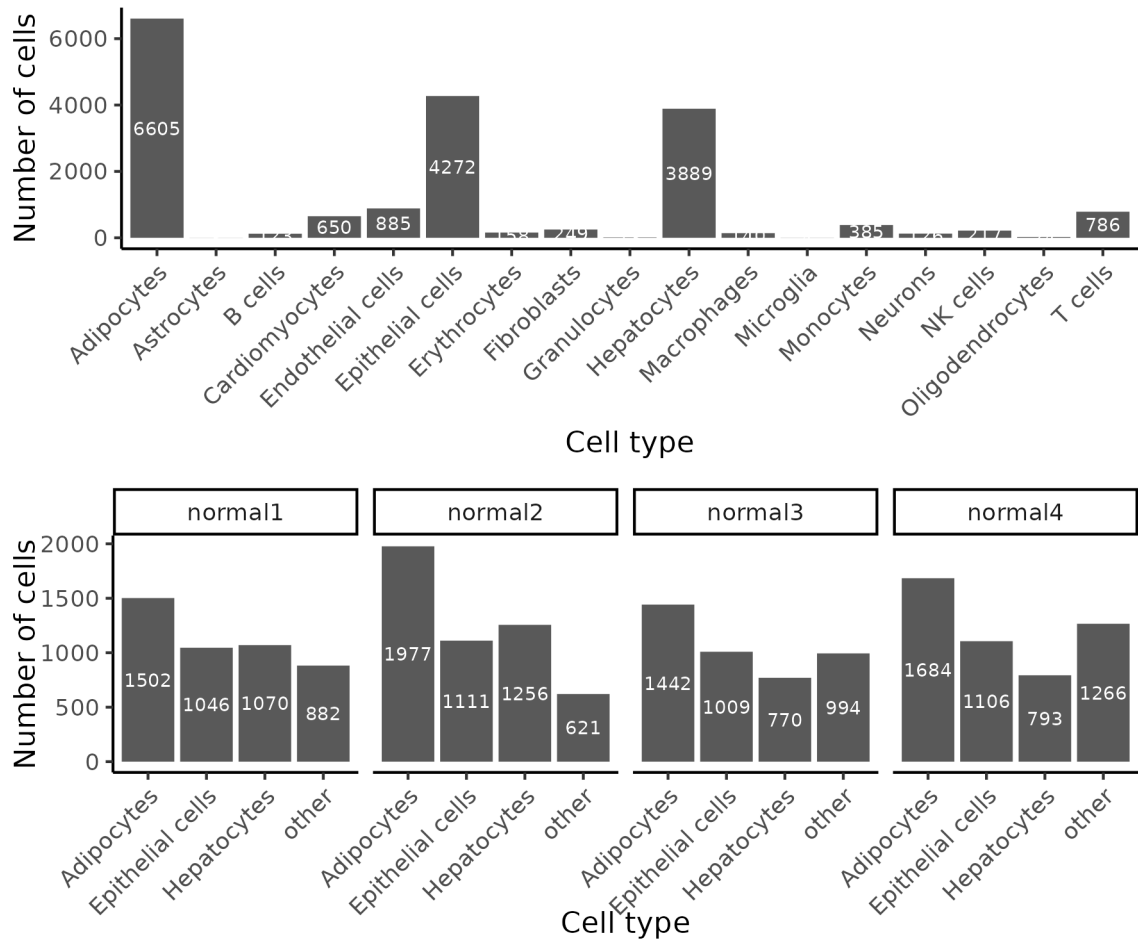 Number of cells
6000
4000
2000
0
6605
650
885
4272
249
3889
385
217
786
Adipocytes
Astrocytes
B cells
Cardiomyocytes
Endothelial cells
Epithelial cells
Erythrocytes
Fibroblasts
Granulocytes
Hepatocytes
Macrophages
Microglia
Monocytes
Neurons
NK cells
Oligodendrocytes
T cells
Cell type
normal1 normal2 normal3 normal4
Number of cells
2000
1500
1000
500
0
1502 1046 1070 882
1977 1111 1256 621
1442 1009 770 994
1684 1106 793 1266
Adipocytes
Epithelial cells
Hepatocytes
other
Adipocytes
Epithelial cells
Hepatocytes
other
Adipocytes
Epithelial cells
Hepatocytes
other
Adipocytes
Epithelial cells
Hepatocytes
other
Cell type